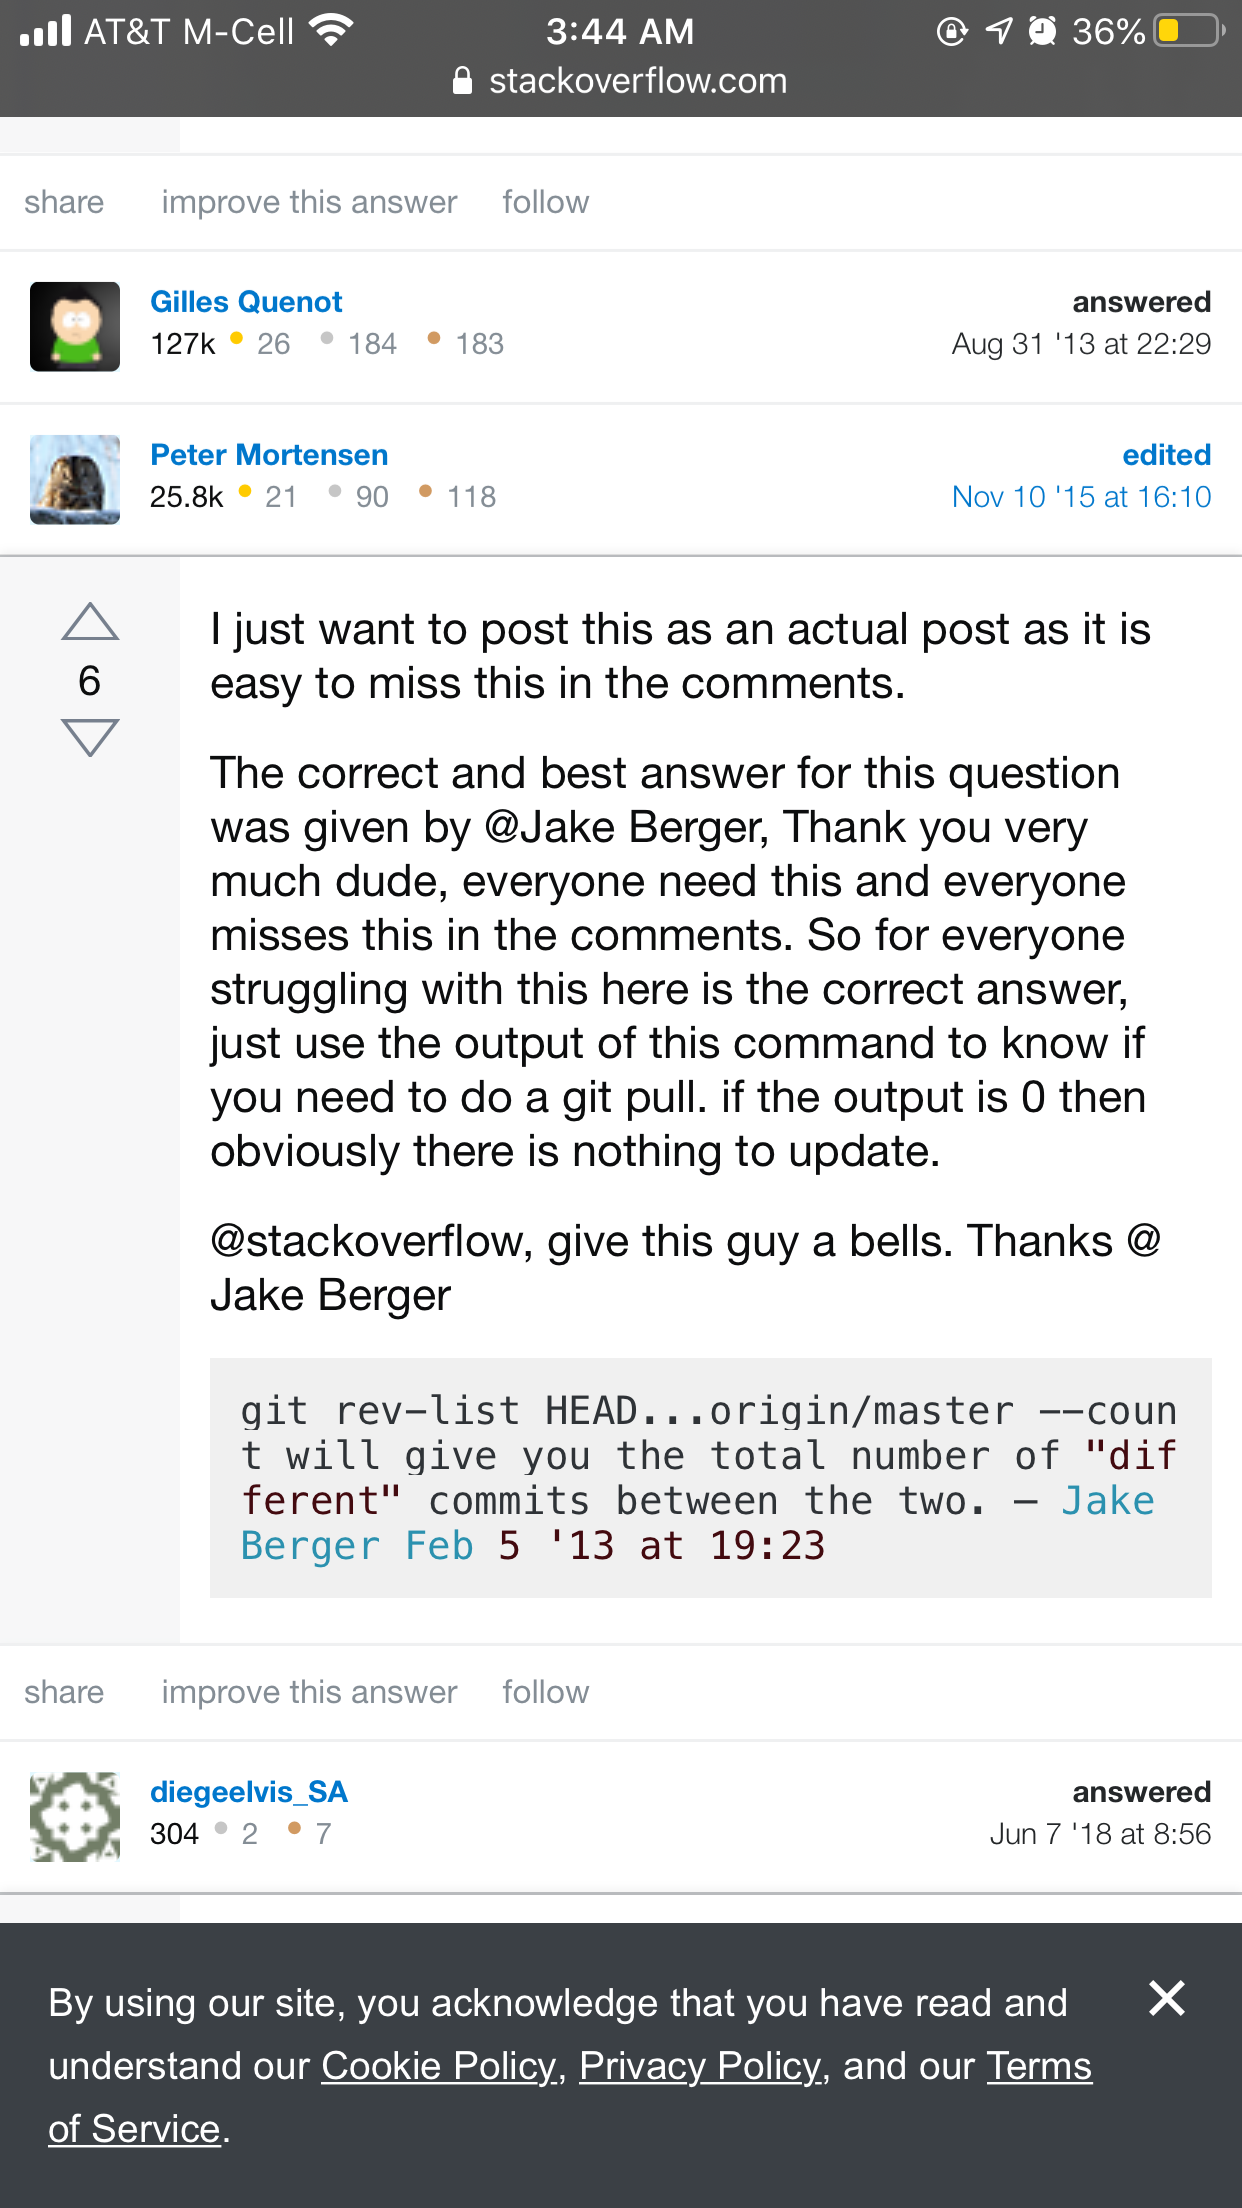 AT&T M-Cell 3:44 AM 36%
stackoverflow.com
share improve this answer follow
Gilles Quenot answered
127k 26 184 183 Aug 31 '13 at 22:29
Peter Mortensen edited
25.8k 21 90 118 Nov 10 '15 at 16:10
I just want to post this as an actual post as it is
6
easy to miss this in the comments.
The correct and best answer for this question
was given by @Jake Berger, Thank you very
much dude, everyone need this and everyone
misses this in the comments. So for everyone
struggling with this here is the correct answer,
just use the output of this command to know if
you need to do a git pull. if the output is 0 then
obviously there is nothing to update.
@stackoverflow, give this guy a bells. Thanks @
Jake Berger
git rev-list HEAD...origin/master --coun
t will give you the total number of "dif
ferent" commits between the two. – Jake
Berger Feb 5 '13 at 19:23
share improve this answer follow
diegeelvis_SA answered
304 2 7 Jun 7 '18 at 8:56
By using our site, you acknowledge that you have read and
understand our Cookie Policy, Privacy Policy, and our Terms
of Service.